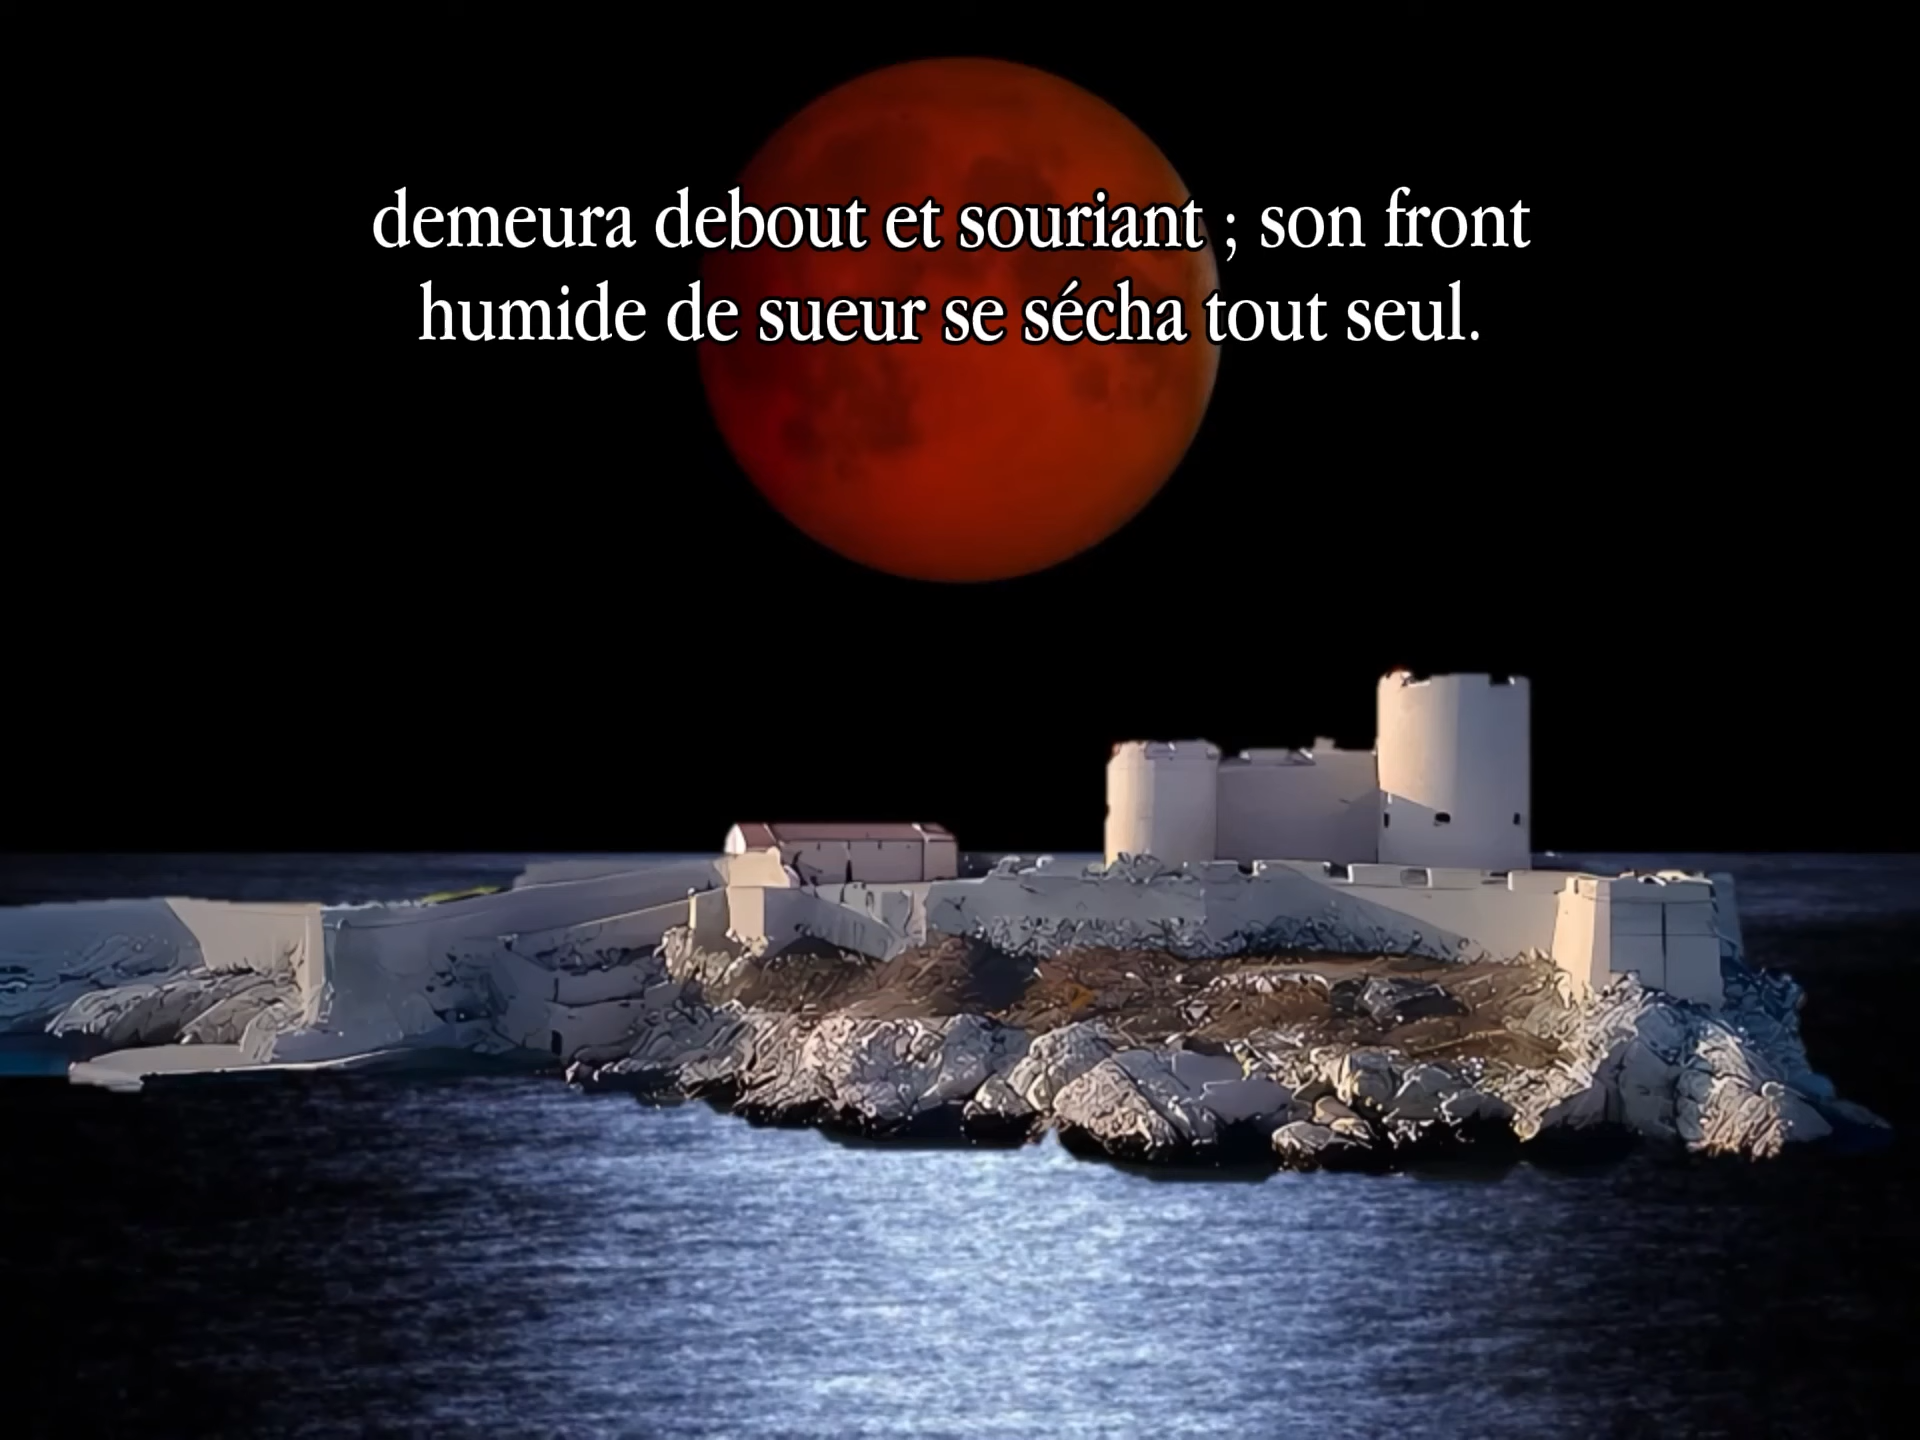 demeura debout et souriant ; son front
humide de sueur se sécha tout seul.